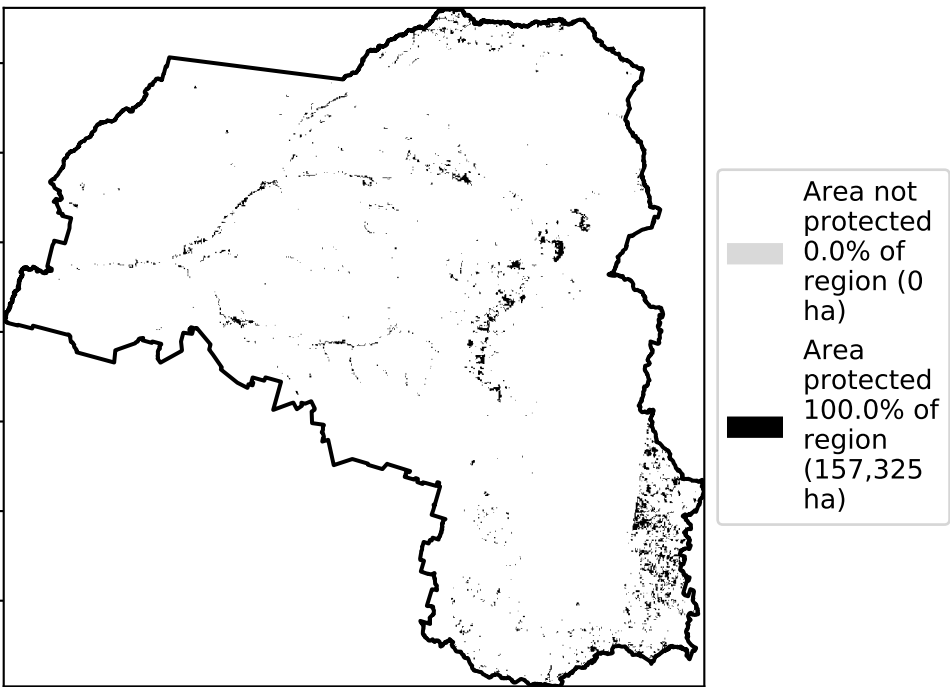 Area not
protected
0.0% of
region (0
ha)
Area
protected
100.0% of
region
(157,325
ha)